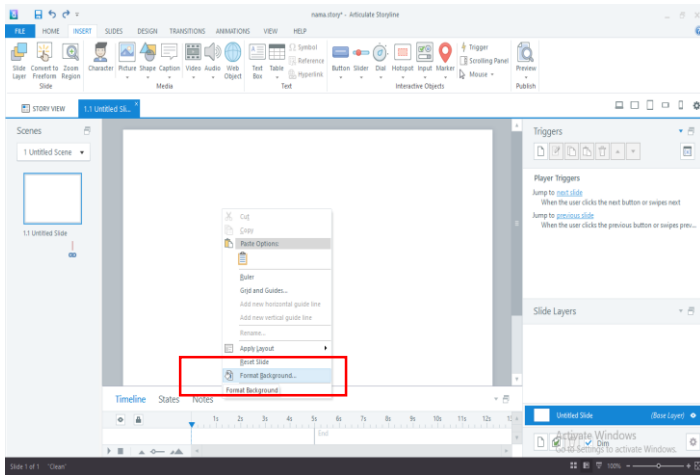 nama.story* - Articulate Storyline
FILE HOME INSERT SLIDES DESIGN TRANSITIONS ANIMATIONS VIEW HELP
Slide Layer
Convert to Freeform
Zoom Region
Slide
Character
Picture
Shape
Caption
Video
Audio
Web Object
Media
Text Box
Table
Symbol
Reference
Hyperlink
Text
Button
Slider
Dial
Hotspot
Input
Marker
Trigger
Scrolling Panel
Mouse
Interactive Objects
Preview
Publish
STORY VIEW
1.1 Untitled Sli...
Scenes
1 Untitled Scene
1.1 Untitled Slide
Cut
Copy
Paste Options:
Ruler
Grid and Guides...
Add new horizontal guide line
Add new vertical guide line
Rename...
Apply Layout
Reset Slide
Format Background...
Format Background
Triggers
Player Triggers
Jump to next slide
When the user clicks the next button or swipes next
Jump to previous slide
When the user clicks the previous button or swipes prev...
Slide Layers
Timeline States Notes
1s 2s 3s 4s 5s 6s 7s 8s 9s 10s 11s 12s
End
Untitled Slide (Base Layer)
Dim
Activate Windows
Go to Settings to activate Windows.
Slide 1 of 1 'Clean'
100%